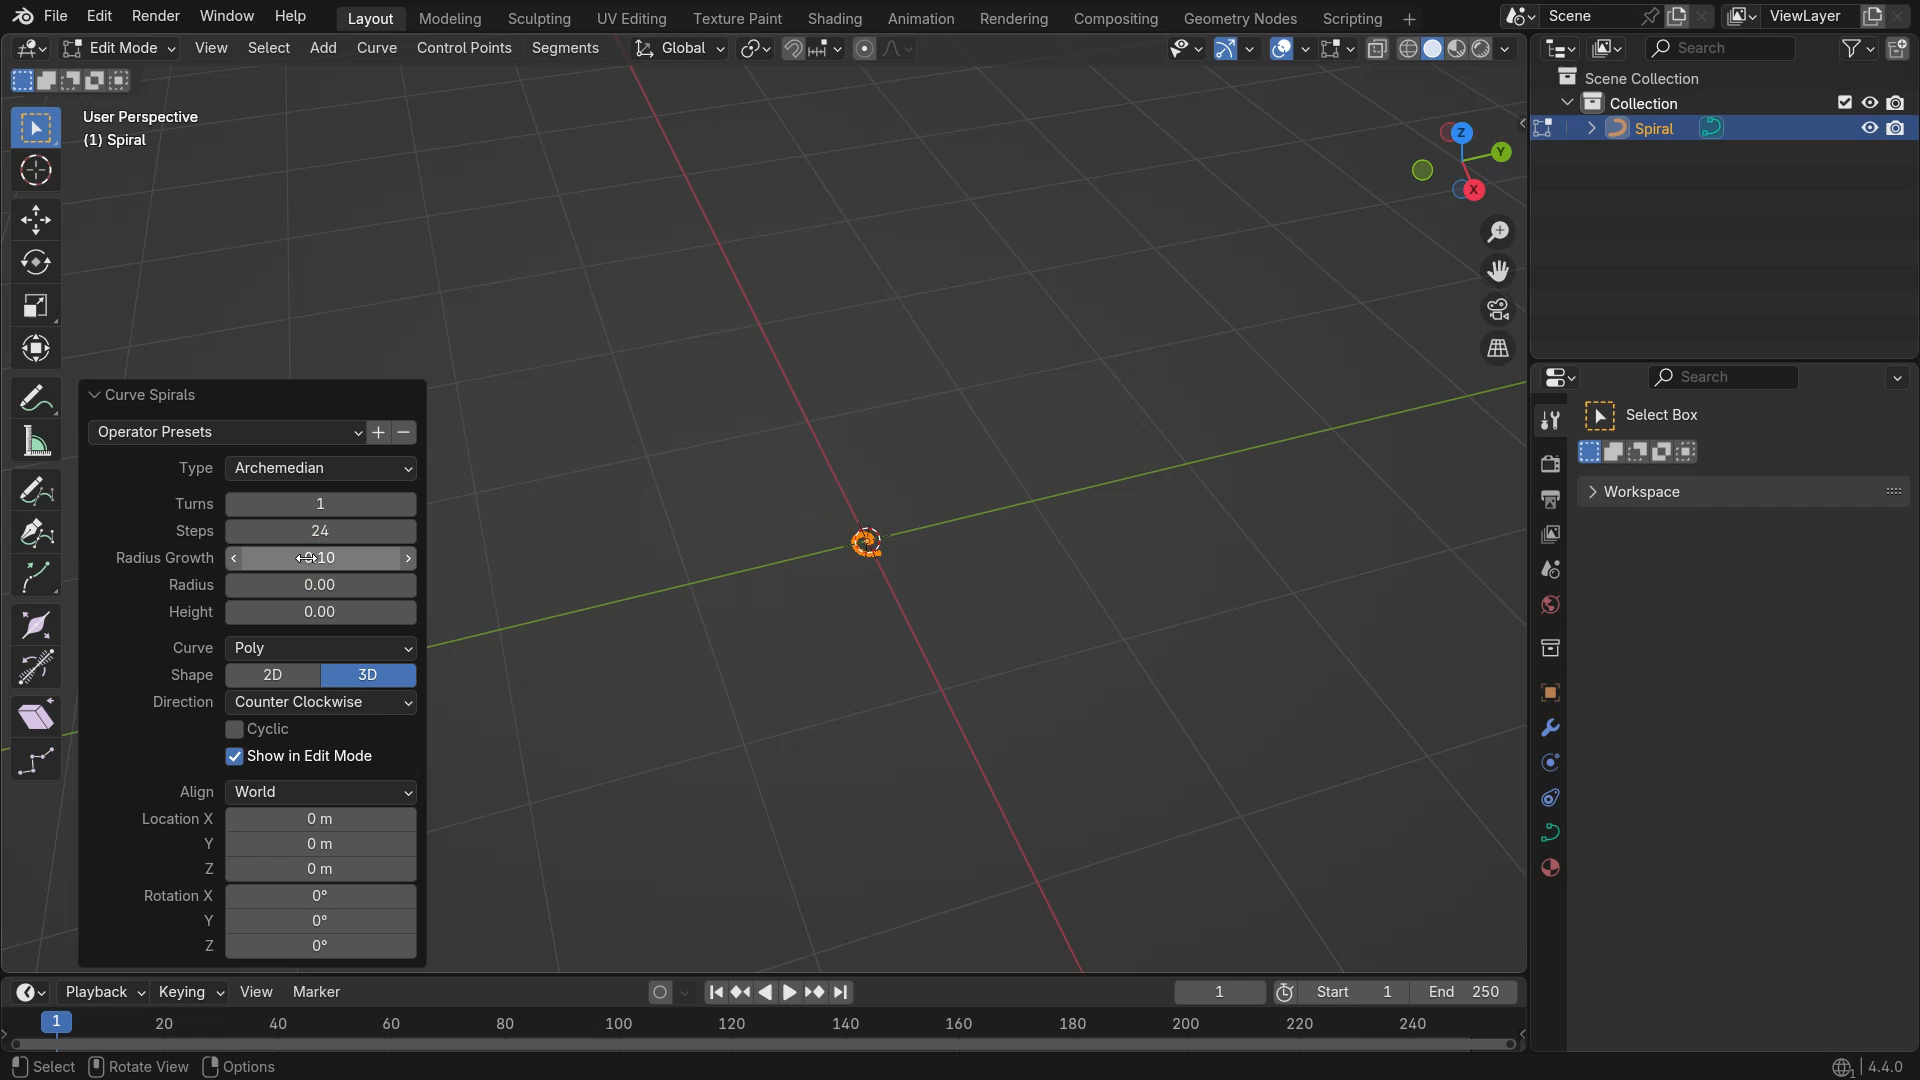 File Edit Render Window Help Layout Modeling Sculpting UV Editing Texture Paint Shading Animation Rendering Compositing Geometry Nodes Scripting + Scene ViewLayer
Edit Mode View Select Add Curve Control Points Segments Global Search
User Perspective
(1) Spiral
Scene Collection
Collection
Spiral
Z
Y
X
Curve Spirals
Operator Presets
Type Archemedian
Turns 1
Steps 24
Radius Growth
Radius 0.00
Height 0.00
Curve Poly
Shape 2D 3D
Direction Counter Clockwise
Cyclic
Show in Edit Mode
Align World
Location X 0 m
Y 0 m
Z 0 m
Rotation X 0°
Y 0°
Z 0°
Search
Select Box
Workspace
Playback Keying View Marker 1 Start 1 End 250
1 20 40 60 80 100 120 140 160 180 200 220 240
Select Rotate View Options 4.4.0